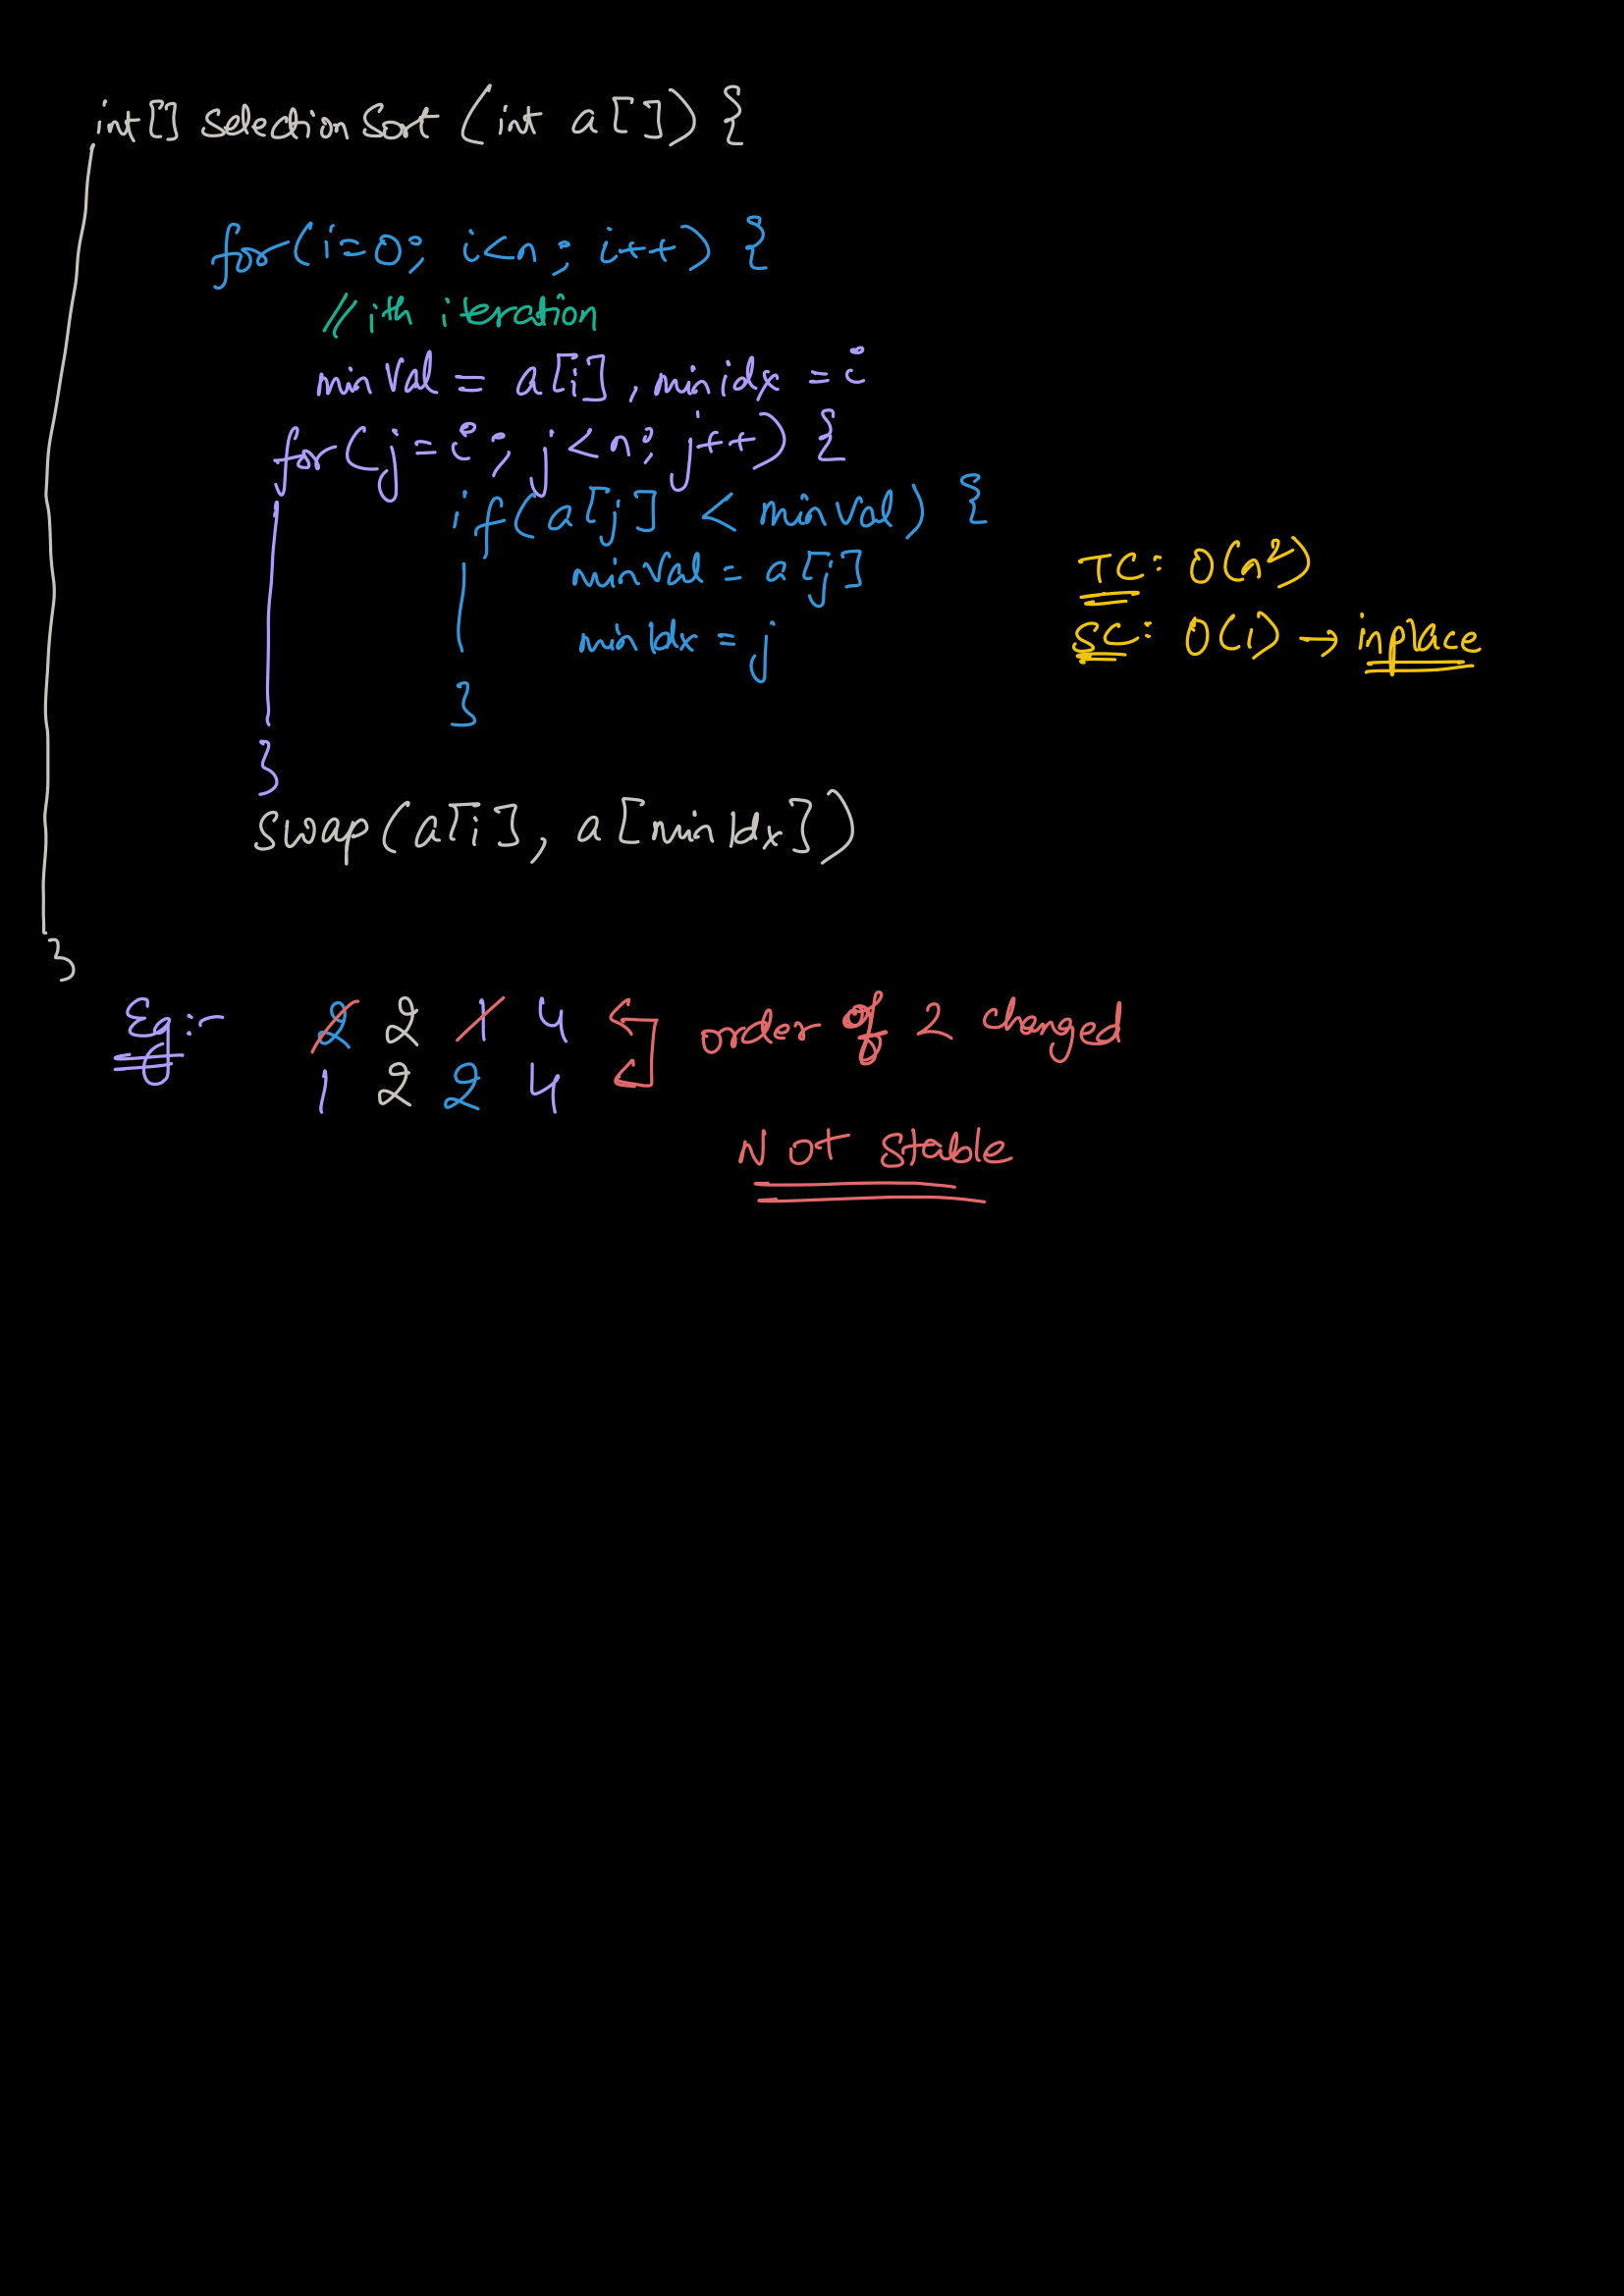 int[] selectionSort (int a[]) {
for(i=0; i<n; i++) {
//ith iteration
minVal = a[i], minidx = i
for(j=i; j<n; j++) {
if(a[j] < minVal) {
minVal = a[j]
minIdx = j
}
}
swap(a[i], a[minIdx])
}
TC: O(n²)
SC: O(1) → inplace
Eg:- 2 2 1 4
1 2 2 4
order of 2 changed
Not stable